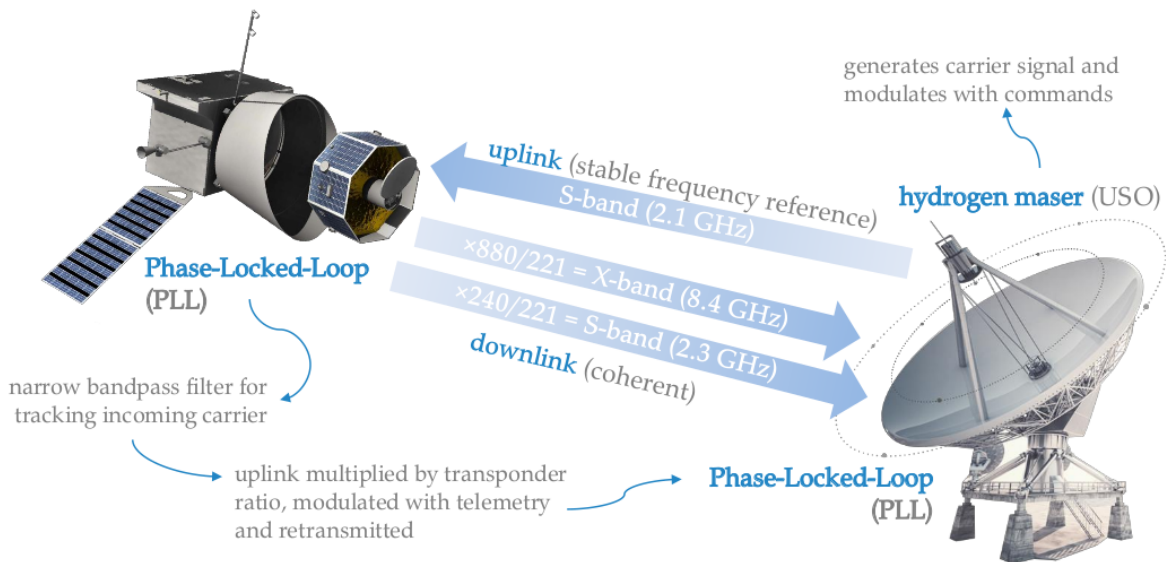 generates carrier signal and
modulates with commands
uplink (stable frequency reference)
S-band (2.1 GHz)
hydrogen maser (USO)
×880/221 = X-band (8.4 GHz)
×240/221 = S-band (2.3 GHz)
downlink (coherent)
Phase-Locked-Loop
(PLL)
narrow bandpass filter for
tracking incoming carrier
uplink multiplied by transponder
ratio, modulated with telemetry
and retransmitted
Phase-Locked-Loop
(PLL)